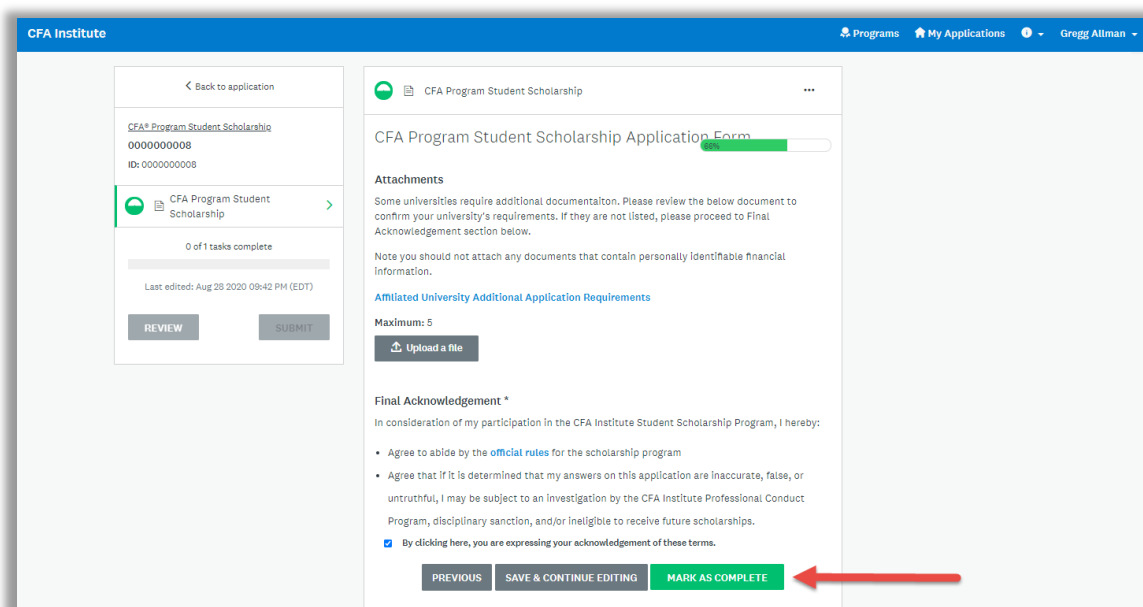 CFA Institute
Programs
My Applications
Gregg Allman
Back to application
CFA® Program Student Scholarship
0000000008
ID: 0000000008
CFA Program Student
Scholarship
0 of 1 tasks complete
Last edited: Aug 28 2020 09:42 PM (EDT)
REVIEW
SUBMIT
CFA Program Student Scholarship
...
CFA Program Student Scholarship Application Form
66%
Attachments
Some universities require additional documentaiton. Please review the below document to
confirm your university's requirements. If they are not listed, please proceed to Final
Acknowledgement section below.
Note you should not attach any documents that contain personally identifiable financial
information.
Affiliated University Additional Application Requirements
Maximum: 5
Upload a file
Final Acknowledgement *
In consideration of my participation in the CFA Institute Student Scholarship Program, I hereby:
• Agree to abide by the official rules for the scholarship program
• Agree that if it is determined that my answers on this application are inaccurate, false, or
untruthful, I may be subject to an investigation by the CFA Institute Professional Conduct
Program, disciplinary sanction, and/or ineligible to receive future scholarships.
By clicking here, you are expressing your acknowledgement of these terms.
PREVIOUS
SAVE & CONTINUE EDITING
MARK AS COMPLETE